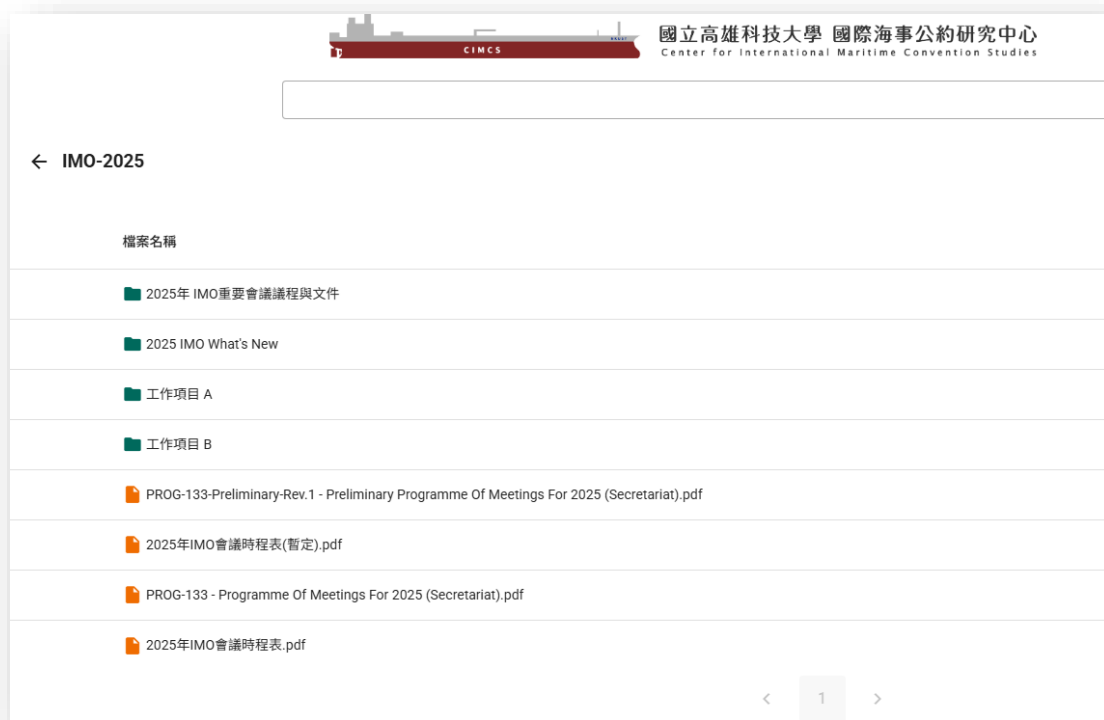 CIMCS
國立高雄科技大學 國際海事公約研究中心
Center for International Maritime Convention Studies
IMO-2025
檔案名稱
2025年 IMO重要會議議程與文件
2025 IMO What's New
工作項目 A
工作項目 B
PROG-133-Preliminary-Rev.1 - Preliminary Programme Of Meetings For 2025 (Secretariat).pdf
2025年IMO會議時程表(暫定).pdf
PROG-133 - Programme Of Meetings For 2025 (Secretariat).pdf
2025年IMO會議時程表.pdf
1